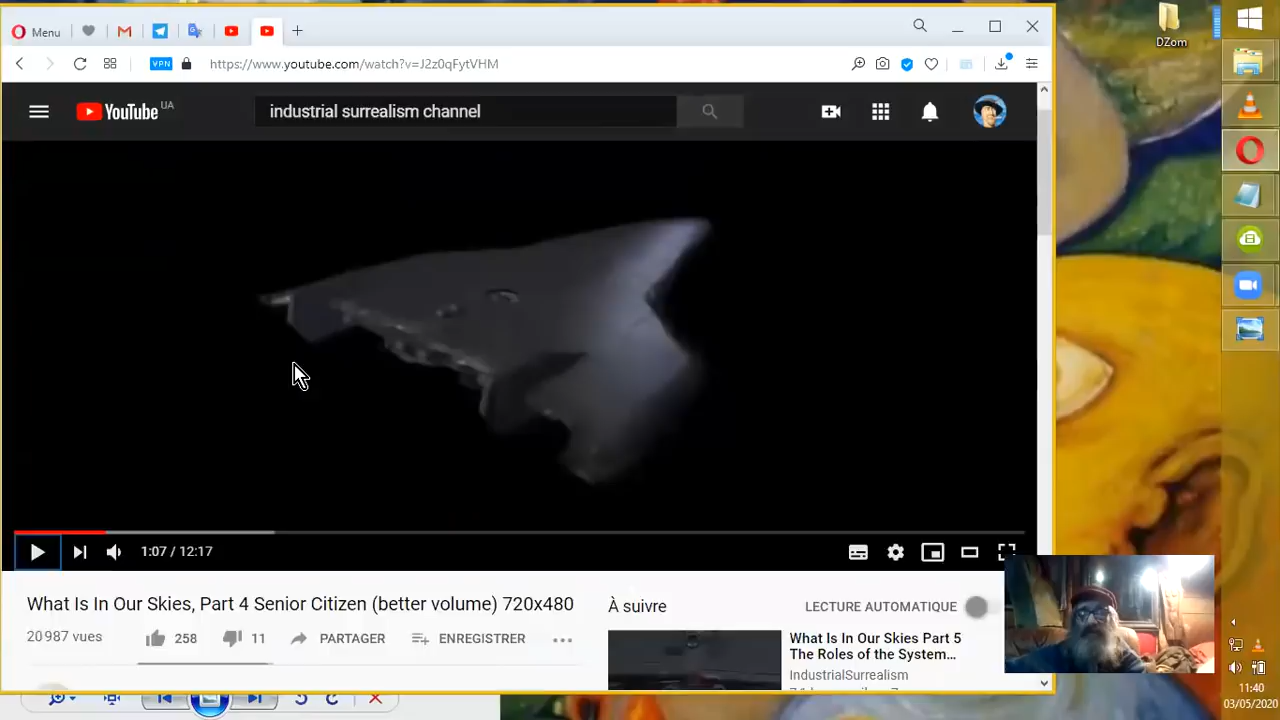 Menu
DZom
https://www.youtube.com/watch?v=J2z0qFytVHM
VPN
YouTube UA
industrial surrealism channel
1:07 / 12:17
What Is In Our Skies, Part 4 Senior Citizen (better volume) 720x480
20 987 vues
258
11
PARTAGER
ENREGISTRER
À suivre
LECTURE AUTOMATIQUE
What Is In Our Skies Part 5
The Roles of the System...
IndustrialSurrealism
11:40
03/05/2020